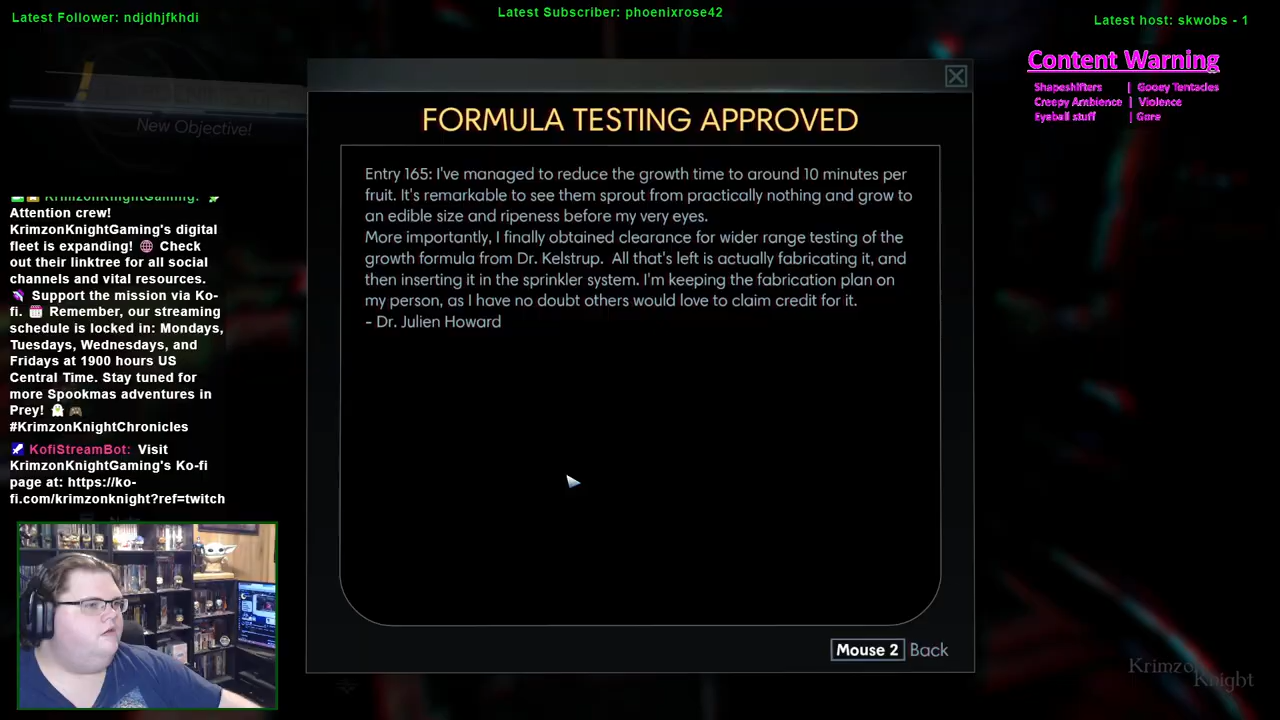 Latest Follower: ndjdhjfkhdi
Latest Subscriber: phoenixrose42
Latest host: skwobs - 1
Content Warning
Shapeshifters | Gooey Tentacles
Creepy Ambience | Violence
Eyeball stuff | Gore
New Objective!
FORMULA TESTING APPROVED
Entry 165: I've managed to reduce the growth time to around 10 minutes per
fruit. It's remarkable to see them sprout from practically nothing and grow to
an edible size and ripeness before my very eyes.
More importantly, I finally obtained clearance for wider range testing of the
growth formula from Dr. Kelstrup.  All that's left is actually fabricating it, and
then inserting it in the sprinkler system. I'm keeping the fabrication plan on
my person, as I have no doubt others would love to claim credit for it.
- Dr. Julien Howard
Mouse 2 Back
KrimzonKnightGaming:
Attention crew!
KrimzonKnightGaming's digital
fleet is expanding! 🌐 Check
out their linktree for all social
channels and vital resources.
🚀 Support the mission via Ko-
fi. 📅 Remember, our streaming
schedule is locked in: Mondays,
Tuesdays, Wednesdays, and
Fridays at 1900 hours US
Central Time. Stay tuned for
more Spookmas adventures in
Prey! 👻 🎮
#KrimzonKnightChronicles
KofiStreamBot: Visit
KrimzonKnightGaming's Ko-fi
page at: https://ko-
fi.com/krimzonknight?ref=twitch
Krimzon
Knight